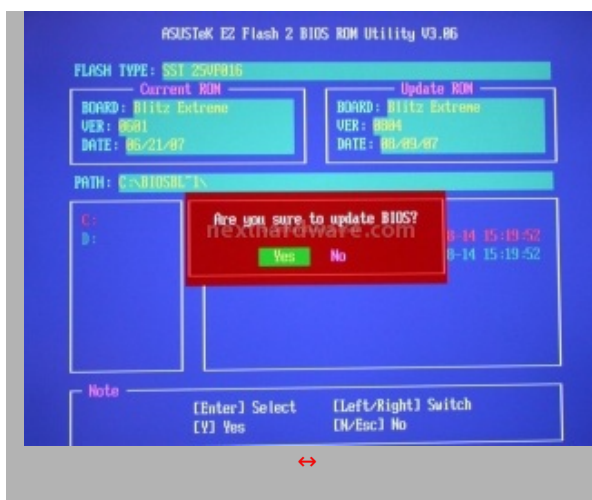 ASUSTeK EZ Flash 2 BIOS ROM Utility V3.06
FLASH TYPE: SST 25VF016
Current ROM
BOARD: Blitz Extreme
VER: 0601
DATE: 06/21/07
Update ROM
BOARD: Blitz Extreme
VER: 0804
DATE: 08/09/07
PATH: C:\BIOSBL~1\
C:
D:
Are you sure to update BIOS?
nexthardware.com
Yes No
8-14 15:19:52
8-14 15:19:52
Note
[Enter] Select [Left/Right] Switch
[Y] Yes [N/Esc] No